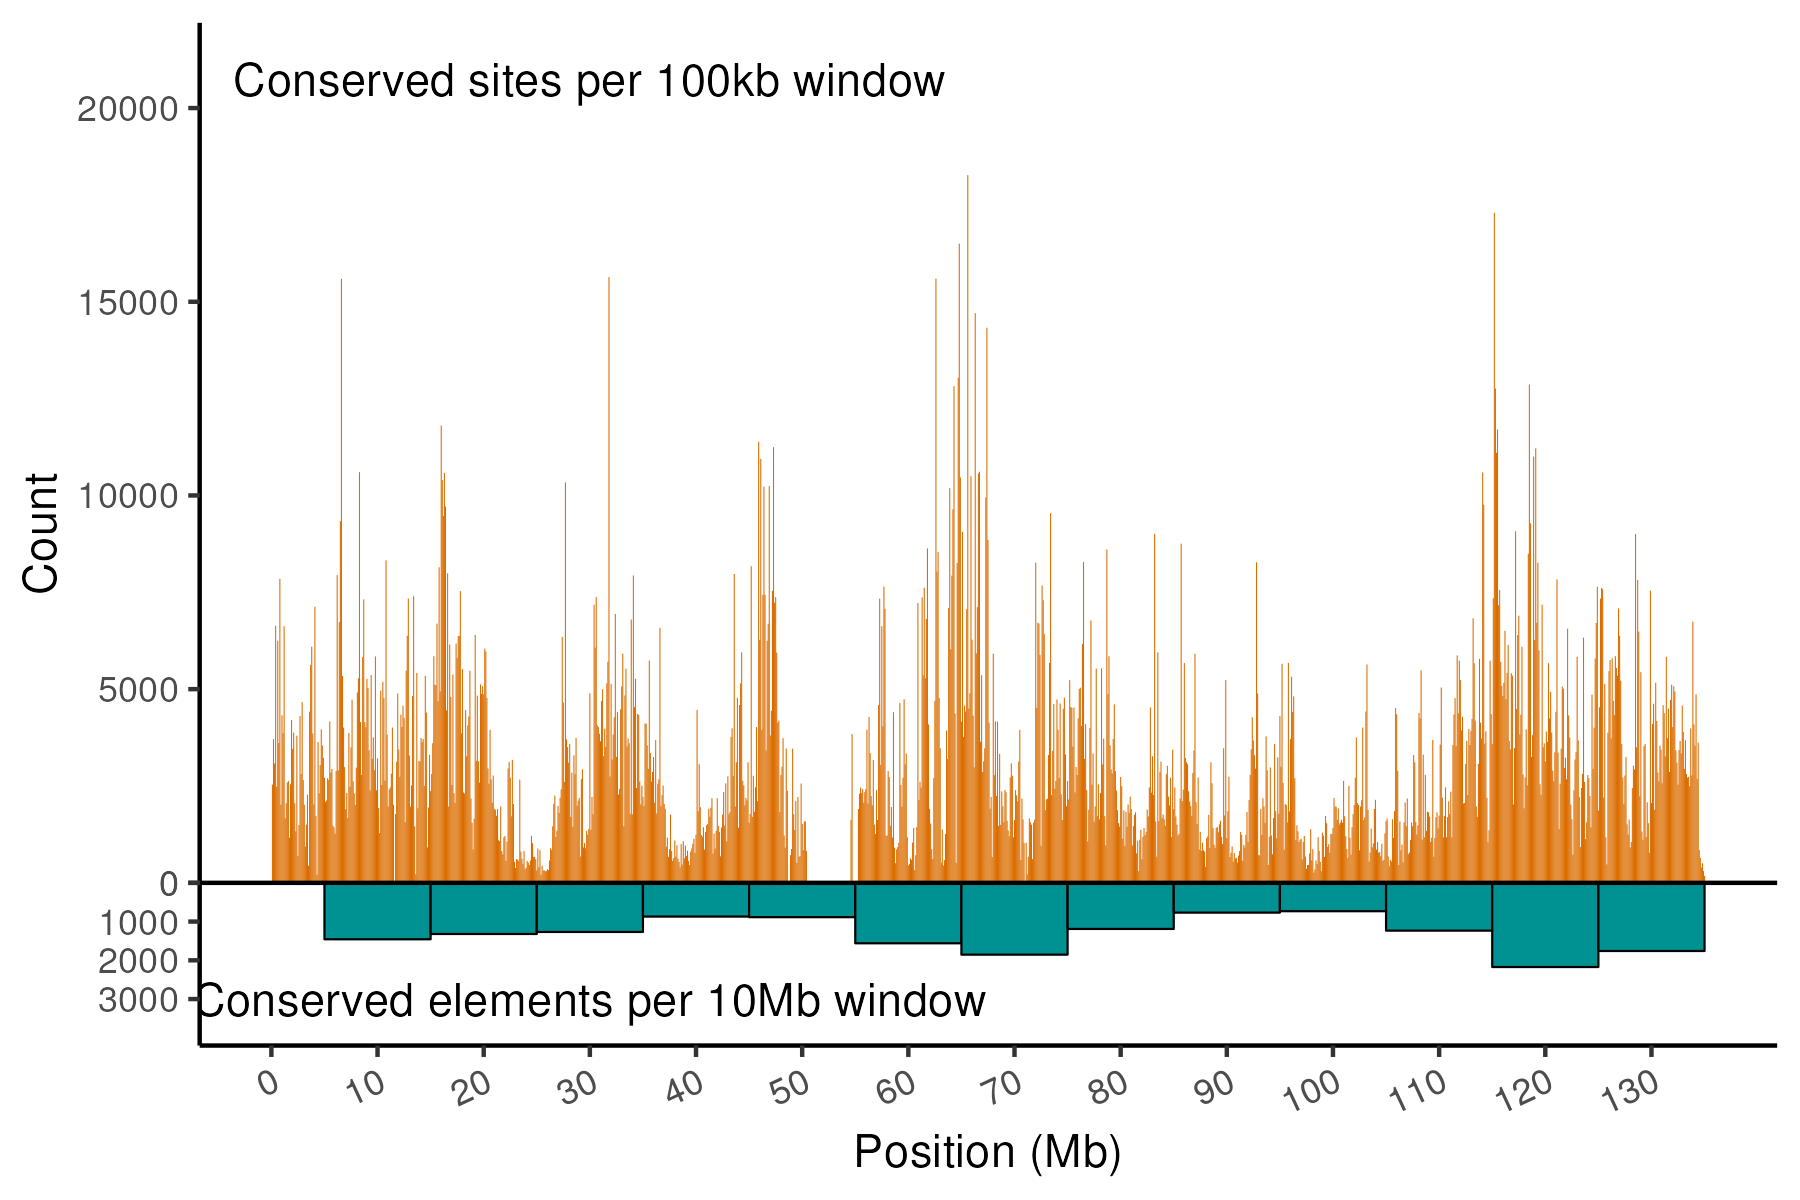 Conserved sites per 100kb window
20000
15000
10000
5000
0
1000
2000
3000
Count
Conserved elements per 10Mb window
0 10 20 30 40 50 60 70 80 90 100 110 120 130
Position (Mb)